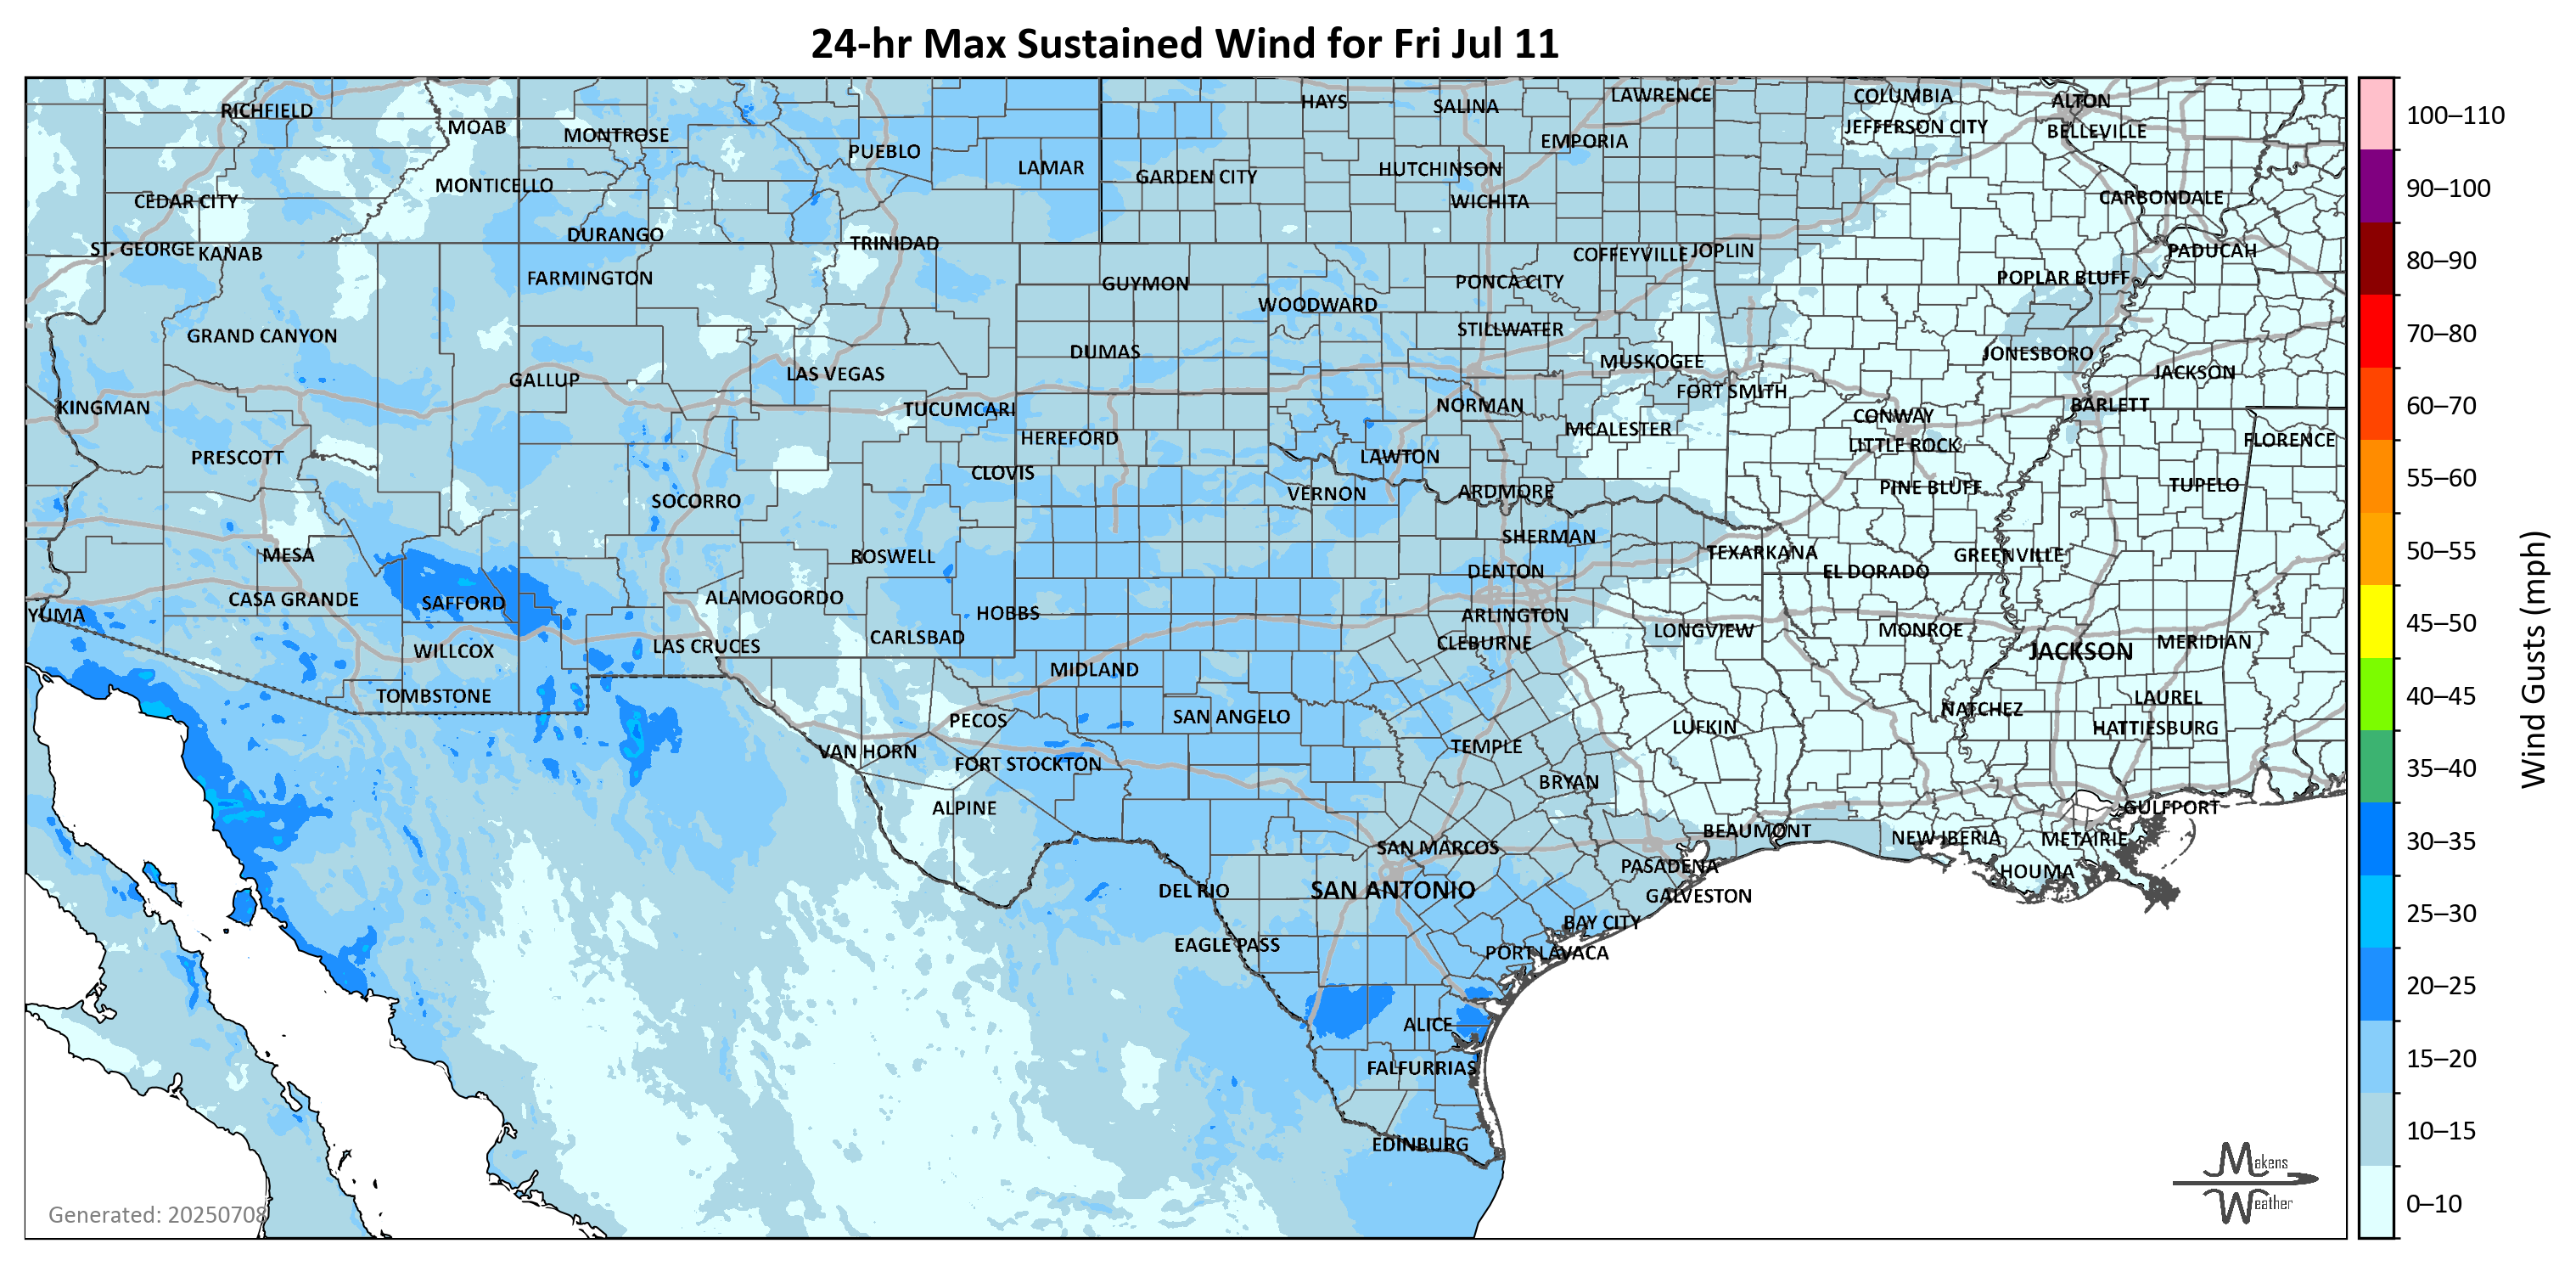 24-hr Max Sustained Wind for Fri Jul 11
RICHFIELD
MOAB
MONTROSE
PUEBLO
LAMAR
HAYS
SALINA
LAWRENCE
COLUMBIA
ALTON
JEFFERSON CITY
BELLEVILLE
EMPORIA
GARDEN CITY
HUTCHINSON
WICHITA
CEDAR CITY
MONTICELLO
CARBONDALE
ST. GEORGE
KANAB
DURANGO
TRINIDAD
COFFEYVILLE
JOPLIN
PADUCAH
FARMINGTON
GUYMON
WOODWARD
PONCA CITY
POPLAR BLUFF
GRAND CANYON
DUMAS
STILLWATER
MUSKOGEE
JONESBORO
GALLUP
LAS VEGAS
FORT SMITH
JACKSON
KINGMAN
TUCUMCARI
NORMAN
CONWAY
BARLETT
PRESCOTT
HEREFORD
MCALESTER
LITTLE ROCK
FLORENCE
CLOVIS
LAWTON
SOCORRO
VERNON
ARDMORE
PINE BLUFF
TUPELO
MESA
ROSWELL
SHERMAN
TEXARKANA
GREENVILLE
DENTON
EL DORADO
YUMA
CASA GRANDE
SAFFORD
ALAMOGORDO
HOBBS
ARLINGTON
WILLCOX
LAS CRUCES
CARLSBAD
CLEBURNE
LONGVIEW
MONROE
JACKSON
MERIDIAN
TOMBSTONE
MIDLAND
PECOS
SAN ANGELO
NATCHEZ
LAUREL
VAN HORN
FORT STOCKTON
TEMPLE
LUFKIN
HATTIESBURG
ALPINE
BRYAN
GULFPORT
SAN MARCOS
BEAUMONT
NEW IBERIA
METAIRIE
DEL RIO
SAN ANTONIO
PASADENA
GALVESTON
HOUMA
EAGLE PASS
BAY CITY
PORT LAVACA
ALICE
FALFURRIAS
EDINBURG
Generated: 20250708
Makens
Weather
100–110
90–100
80–90
70–80
60–70
55–60
50–55
45–50
40–45
35–40
30–35
25–30
20–25
15–20
10–15
0–10
Wind Gusts (mph)